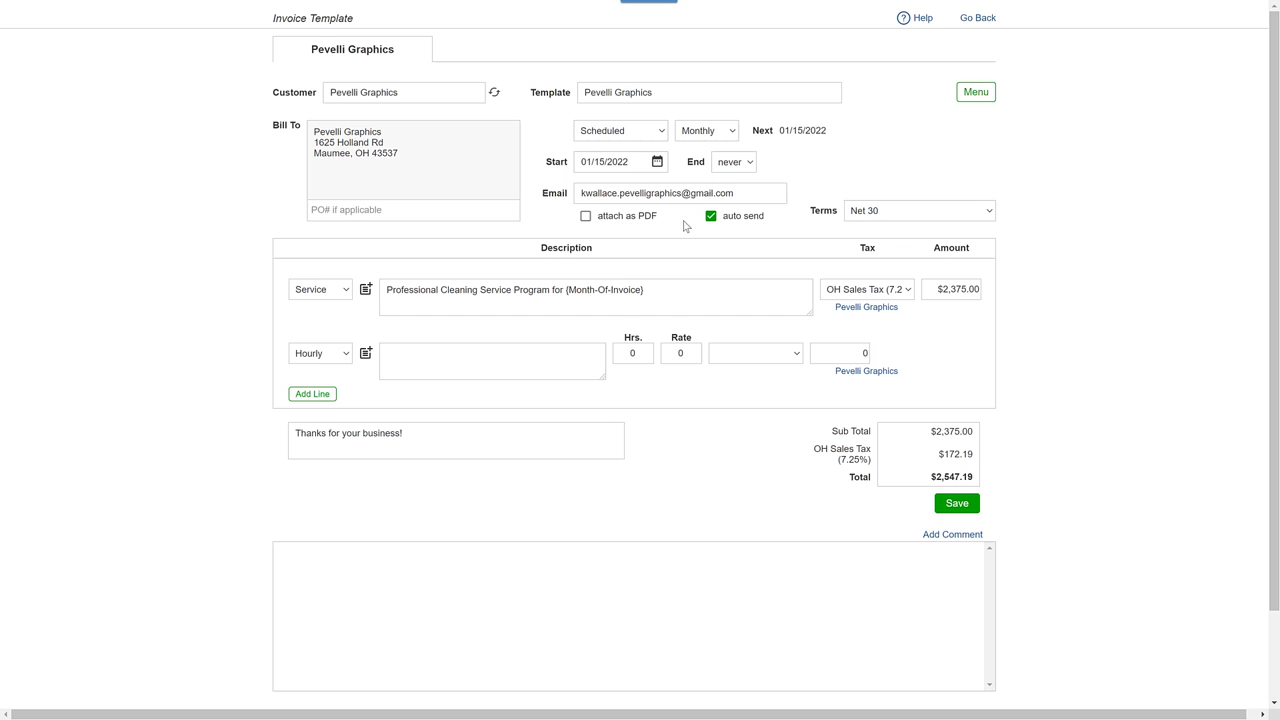 Invoice Template
Help
Go Back
Pevelli Graphics
Customer
Pevelli Graphics
Template
Pevelli Graphics
Menu
Bill To
Pevelli Graphics
1625 Holland Rd
Maumee, OH 43537
PO# if applicable
Scheduled
Monthly
Next 01/15/2022
Start
01/15/2022
End
never
Email
kwallace.pevelligraphics@gmail.com
attach as PDF
auto send
Terms
Net 30
Description
Tax
Amount
Service
Professional Cleaning Service Program for {Month-Of-Invoice}
OH Sales Tax (7.2
$2,375.00
Pevelli Graphics
Hrs.
Rate
Hourly
0
0
0
Pevelli Graphics
Add Line
Thanks for your business!
Sub Total
$2,375.00
OH Sales Tax
(7.25%)
$172.19
Total
$2,547.19
Save
Add Comment